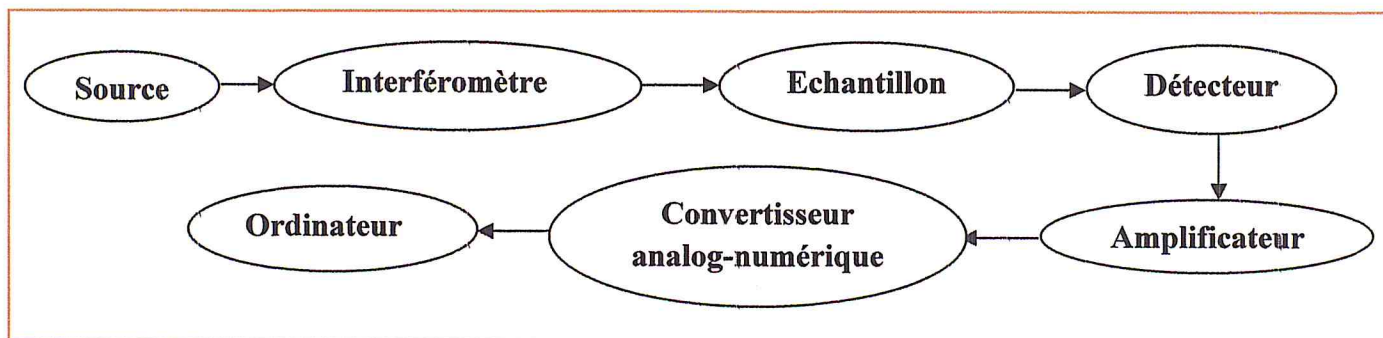 Source
Interféromètre
Echantillon
Détecteur
Ordinateur
Convertisseur
analog-numérique
Amplificateur